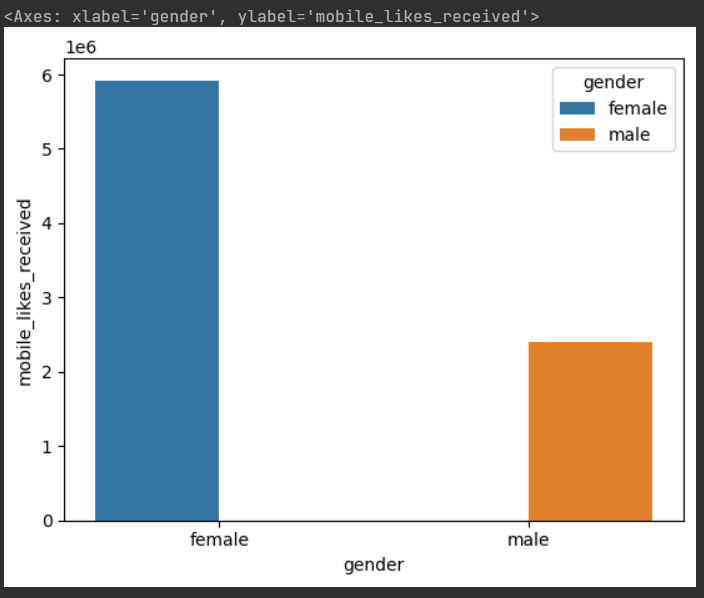 <Axes: xlabel='gender', ylabel='mobile_likes_received'>
1e6
6
5
4
3
2
1
0
mobile_likes_received
gender
female
male
female male
gender